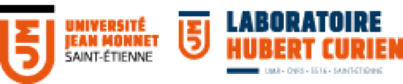 UNIVERSITÉ
JEAN MONNET
SAINT-ÉTIENNE
LABORATOIRE
HUBERT CURIEN
UMR • CNRS • 5516 • SAINT-ETIENNE